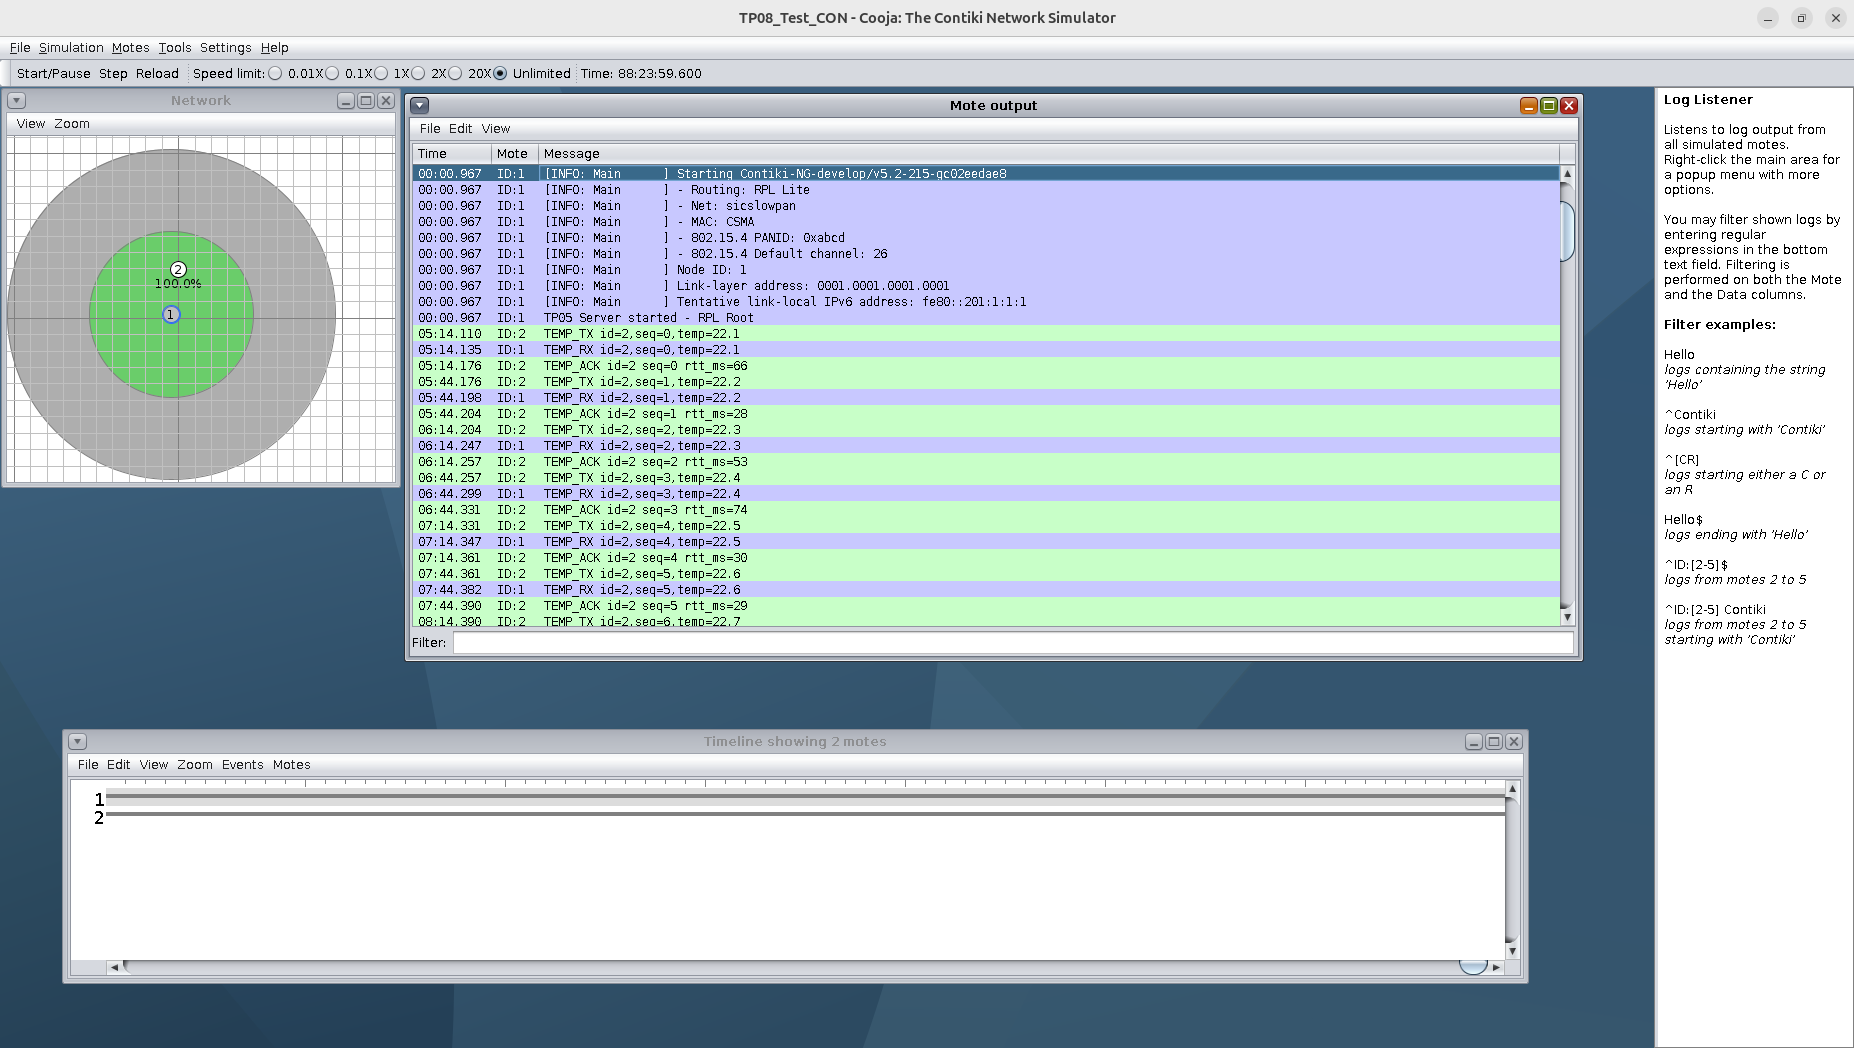 TP08_Test_CON - Cooja: The Contiki Network Simulator
File Simulation Motes Tools Settings Help
Start/Pause Step Reload Speed limit: 0.01X 0.1X 1X 2X 20X Unlimited Time: 88:23:59.600
Network
View Zoom
2
100.0%
1
Mote output
File Edit View
Time Mote Message
00:00.967 ID:1 [INFO: Main ] Starting Contiki-NG-develop/v5.2-215-gc02eedae8
00:00.967 ID:1 [INFO: Main ] - Routing: RPL Lite
00:00.967 ID:1 [INFO: Main ] - Net: sicslowpan
00:00.967 ID:1 [INFO: Main ] - MAC: CSMA
00:00.967 ID:1 [INFO: Main ] - 802.15.4 PANID: 0xabcd
00:00.967 ID:1 [INFO: Main ] - 802.15.4 Default channel: 26
00:00.967 ID:1 [INFO: Main ] Node ID: 1
00:00.967 ID:1 [INFO: Main ] Link-layer address: 0001.0001.0001.0001
00:00.967 ID:1 [INFO: Main ] Tentative link-local IPv6 address: fe80::201:1:1:1
00:00.967 ID:1 TP05 Server started - RPL Root
05:14.110 ID:2 TEMP_TX id=2,seq=0,temp=22.1
05:14.135 ID:1 TEMP_RX id=2,seq=0,temp=22.1
05:14.176 ID:2 TEMP_ACK id=2 seq=0 rtt_ms=66
05:44.176 ID:2 TEMP_TX id=2,seq=1,temp=22.2
05:44.198 ID:1 TEMP_RX id=2,seq=1,temp=22.2
05:44.204 ID:2 TEMP_ACK id=2 seq=1 rtt_ms=28
06:14.204 ID:2 TEMP_TX id=2,seq=2,temp=22.3
06:14.247 ID:1 TEMP_RX id=2,seq=2,temp=22.3
06:14.257 ID:2 TEMP_ACK id=2 seq=2 rtt_ms=53
06:44.257 ID:2 TEMP_TX id=2,seq=3,temp=22.4
06:44.299 ID:1 TEMP_RX id=2,seq=3,temp=22.4
06:44.331 ID:2 TEMP_ACK id=2 seq=3 rtt_ms=74
07:14.331 ID:2 TEMP_TX id=2,seq=4,temp=22.5
07:14.347 ID:1 TEMP_RX id=2,seq=4,temp=22.5
07:14.361 ID:2 TEMP_ACK id=2 seq=4 rtt_ms=30
07:44.361 ID:2 TEMP_TX id=2,seq=5,temp=22.6
07:44.382 ID:1 TEMP_RX id=2,seq=5,temp=22.6
07:44.390 ID:2 TEMP_ACK id=2 seq=5 rtt_ms=29
08:14.390 ID:2 TEMP_TX id=2,seq=6,temp=22.7
Filter:
Timeline showing 2 motes
File Edit View Zoom Events Motes
1
2
Log Listener
Listens to log output from
all simulated motes.
Right-click the main area for
a popup menu with more
options.
You may filter shown logs by
entering regular
expressions in the bottom
text field. Filtering is
performed on both the Mote
and the Data columns.
Filter examples:
Hello
logs containing the string
'Hello'
^Contiki
logs starting with 'Contiki'
^[CR]
logs starting either a C or
an R
Hello$
logs ending with 'Hello'
^ID:[2-5]$
logs from motes 2 to 5
^ID:[2-5] Contiki
logs from motes 2 to 5
starting with 'Contiki'